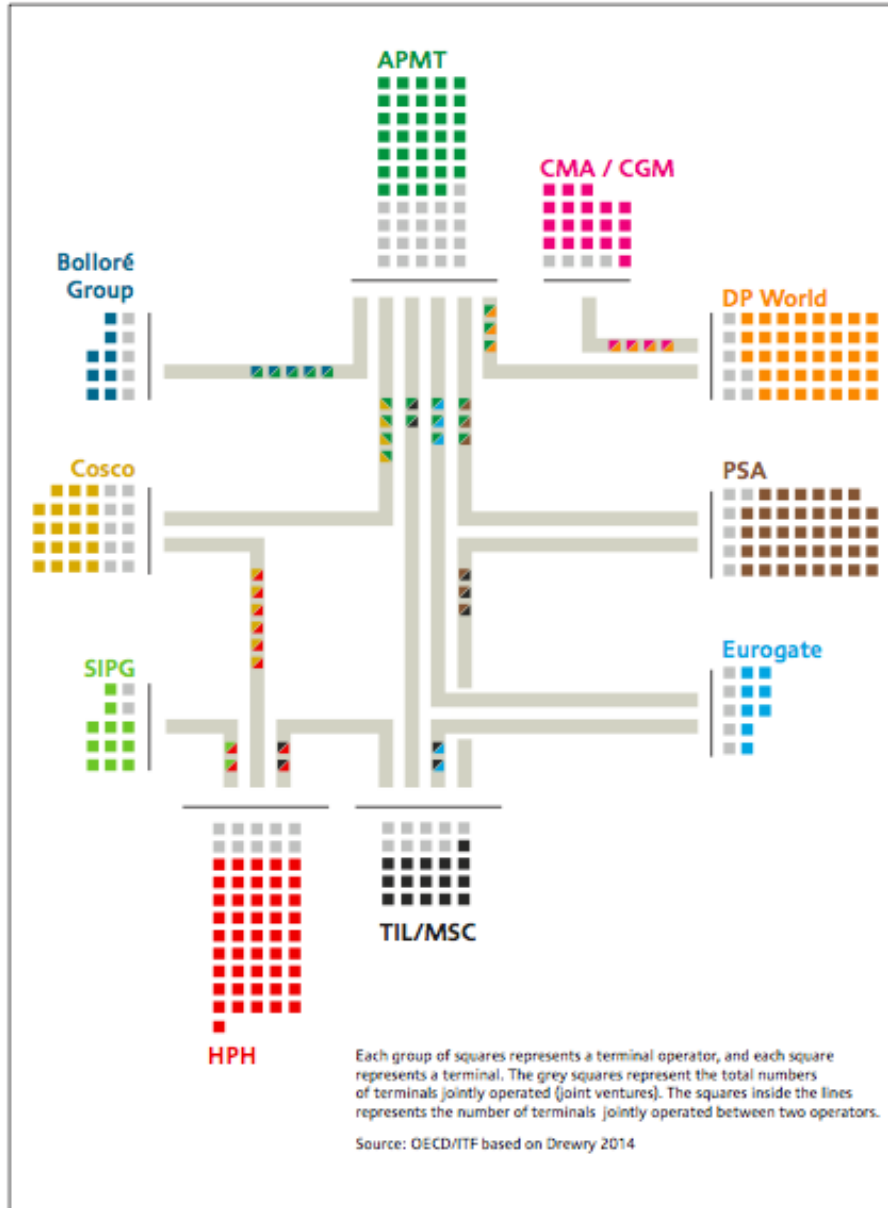 APMT
CMA / CGM
Bolloré
Group
DP World
Cosco
PSA
SIPG
Eurogate
TIL/MSC
HPH
Each group of squares represents a terminal operator, and each square
represents a terminal. The grey squares represent the total numbers
of terminals jointly operated (joint ventures). The squares inside the lines
represents the number of terminals jointly operated between two operators.
Source: OECD/ITF based on Drewry 2014